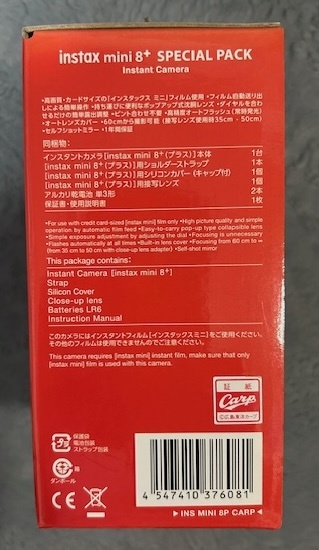 instax mini 8+ SPECIAL PACK
Instant Camera
・高画質・カードサイズの「インスタックス ミニ」フィルム使用 ・フィルム自動送り出
しによる簡単操作 ・持ち運びに便利なポップアップ式沈胴レンズ ・ダイヤルを合わ
せるだけの簡単露出調整 ・ピント合わせ不要 ・高精度オートフラッシュ(常時発光)
・オートレンズカバー ・60cmから撮影可能(接写レンズ使用時35cm-50cm)
・セルフショットミラー ・1年間保証
同梱物:
インスタントカメラ[instax mini 8+(プラス)]本体 1台
[instax mini 8+(プラス)]用ショルダーストラップ 1本
[instax mini 8+(プラス)]用シリコンカバー(キャップ付) 1個
[instax mini 8+(プラス)]用接写レンズ 1個
アルカリ乾電池 単3形 2本
保証書・使用説明書 1枚
•For use with credit card-sized [instax mini] film only •High picture quality and simple
operation by automatic film feed •Easy-to-carry pop-up type collapsible lens
•Simple exposure adjustment by adjusting the dial •Focusing is unnecessary
•Flashes automatically at all times •Built-in lens cover •Focusing from 60 cm to ∞
(from 35 cm to 50 cm with close-up lens adapter) •Self-shot mirror
This package contains:
Instant Camera [instax mini 8+]
Strap
Silicon Cover
Close-up lens
Batteries LR6
Instruction Manual
このカメラにはインスタントフィルム「インスタックスミニ」をご使用ください。
その他のフィルムは使用できませんのでご注意ください。
This camera requires [instax mini] instant film, make sure that only
[instax mini] film is used with this camera.
証 紙
Carp
©広島東洋カープ
プラ
保護袋
電池包装
ストラップ包装
箱
ダンボール
CE
4 547410 376081
▶ INS MINI 8P CARP ◀